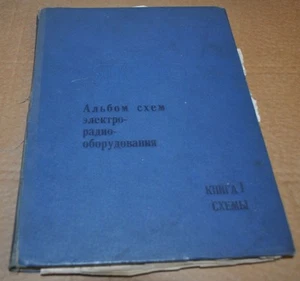 Альбом схем
электро-
радио-
оборудования
КНИГА 1
СХЕМЫ